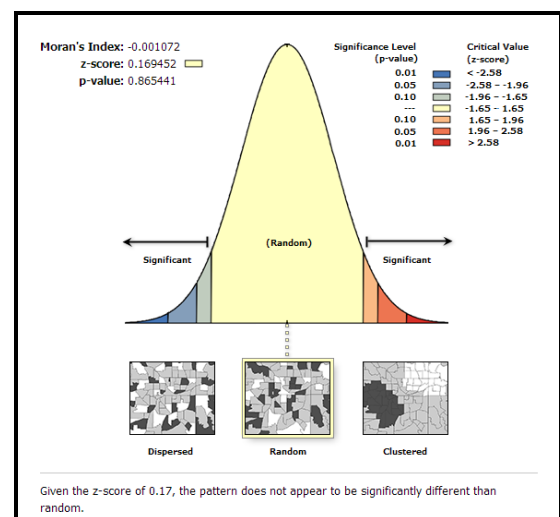 Moran's Index: -0.001072
z-score: 0.169452
p-value: 0.865441
Significance Level
(p-value)
Critical Value
(z-score)
0.01 < -2.58
0.05 -2.58 – -1.96
0.10 -1.96 – -1.65
--- -1.65 – 1.65
0.10 1.65 – 1.96
0.05 1.96 – 2.58
0.01 > 2.58
(Random)
Significant
Significant
Dispersed
Random
Clustered
Given the z-score of 0.17, the pattern does not appear to be significantly different than
random.